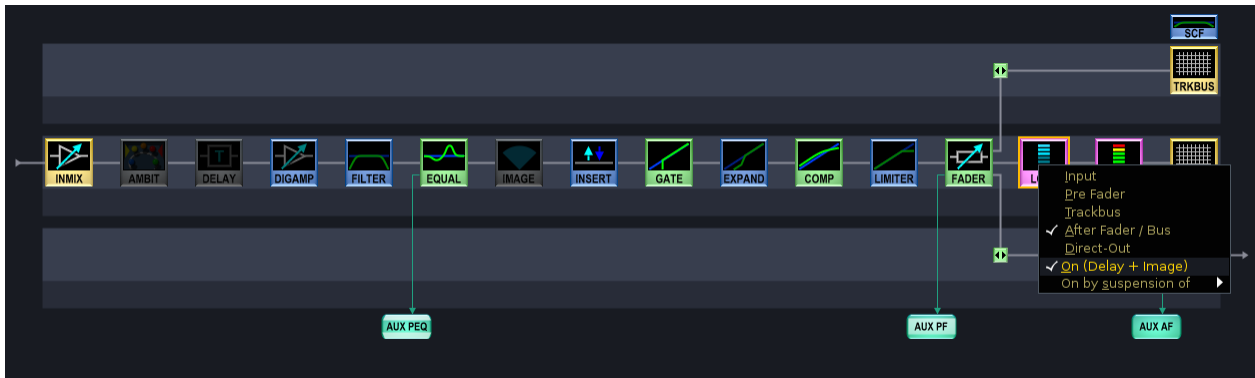 SCF
TRKBUS
INMIX
AMBIT
DELAY
DIGAMP
FILTER
EQUAL
IMAGE
INSERT
GATE
EXPAND
COMP
LIMITER
FADER
Input
Pre Fader
Trackbus
After Fader / Bus
Direct-Out
On (Delay + Image)
On by suspension of
AUX PEQ
AUX PF
AUX AF